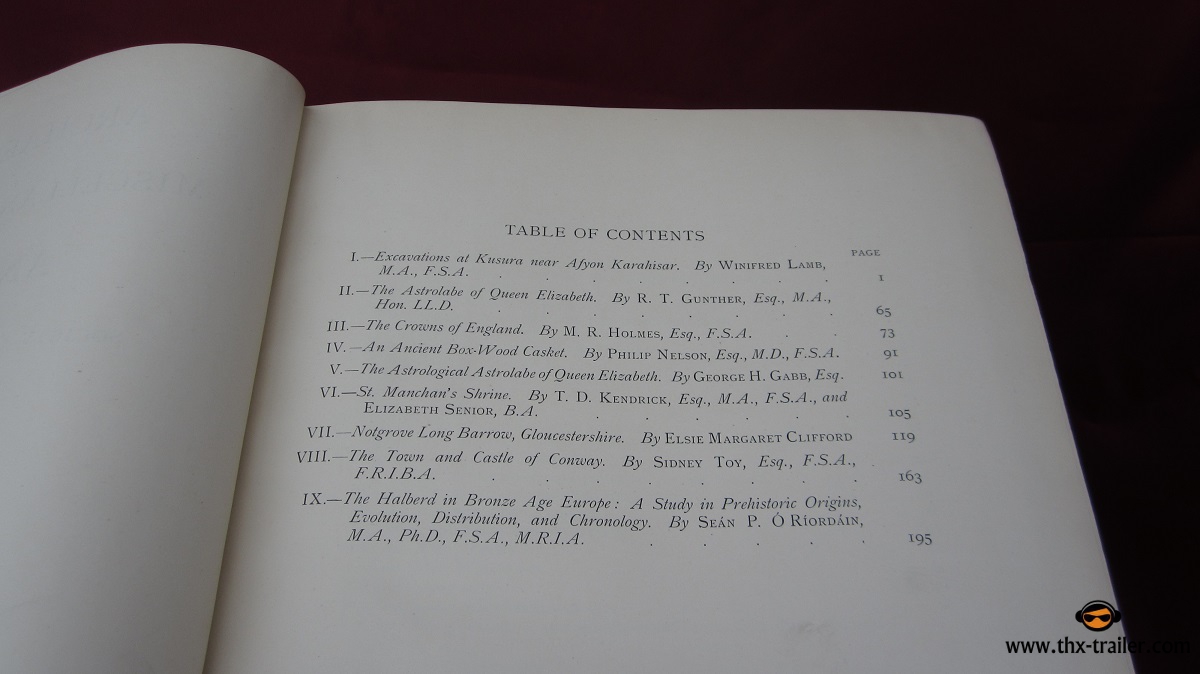 TABLE OF CONTENTS
PAGE
I.—Excavations at Kusura near Afyon Karahisar. By WINIFRED LAMB,
M.A., F.S.A. . . . . . . . 1
II.—The Astrolabe of Queen Elizabeth. By R. T. GUNTHER, Esq., M.A.,
Hon. LL.D. . . . . . . . 65
III.—The Crowns of England. By M. R. HOLMES, Esq., F.S.A. . . 73
IV.—An Ancient Box-Wood Casket. By PHILIP NELSON, Esq., M.D., F.S.A. 91
V.—The Astrological Astrolabe of Queen Elizabeth. By GEORGE H. GABB, Esq. 101
VI.—St. Manchan's Shrine. By T. D. KENDRICK, Esq., M.A., F.S.A., and
ELIZABETH SENIOR, B.A. . . . . . . 105
VII.—Notgrove Long Barrow, Gloucestershire. By ELSIE MARGARET CLIFFORD 119
VIII.—The Town and Castle of Conway. By SIDNEY TOY, Esq., F.S.A.,
F.R.I.B.A. . . . . . . . 163
IX.—The Halberd in Bronze Age Europe: A Study in Prehistoric Origins,
Evolution, Distribution, and Chronology. By SEÁN P. Ó RÍORDÁIN,
M.A., Ph.D., F.S.A., M.R.I.A. . . . . . 195
www.thx-trailer.com